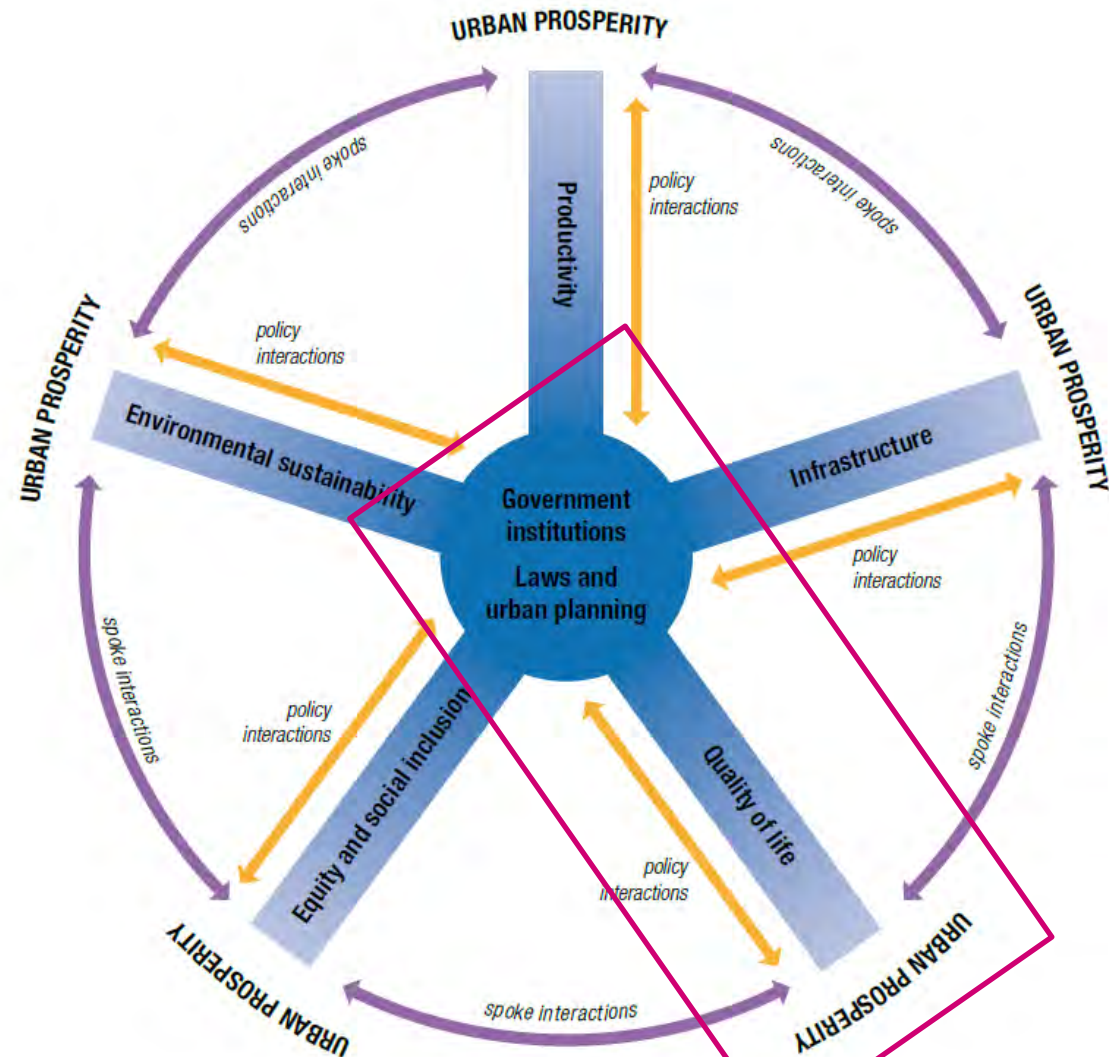 URBAN PROSPERITY
spoke interactions
spoke interactions
policy
interactions
Productivity
URBAN PROSPERITY
URBAN PROSPERITY
policy
interactions
Environmental sustainability
Infrastructure
Government
institutions
Laws and
urban planning
policy
interactions
spoke interactions
spoke interactions
policy
interactions
Equity and social inclusion
Quality of life
policy
interactions
URBAN PROSPERITY
URBAN PROSPERITY
spoke interactions